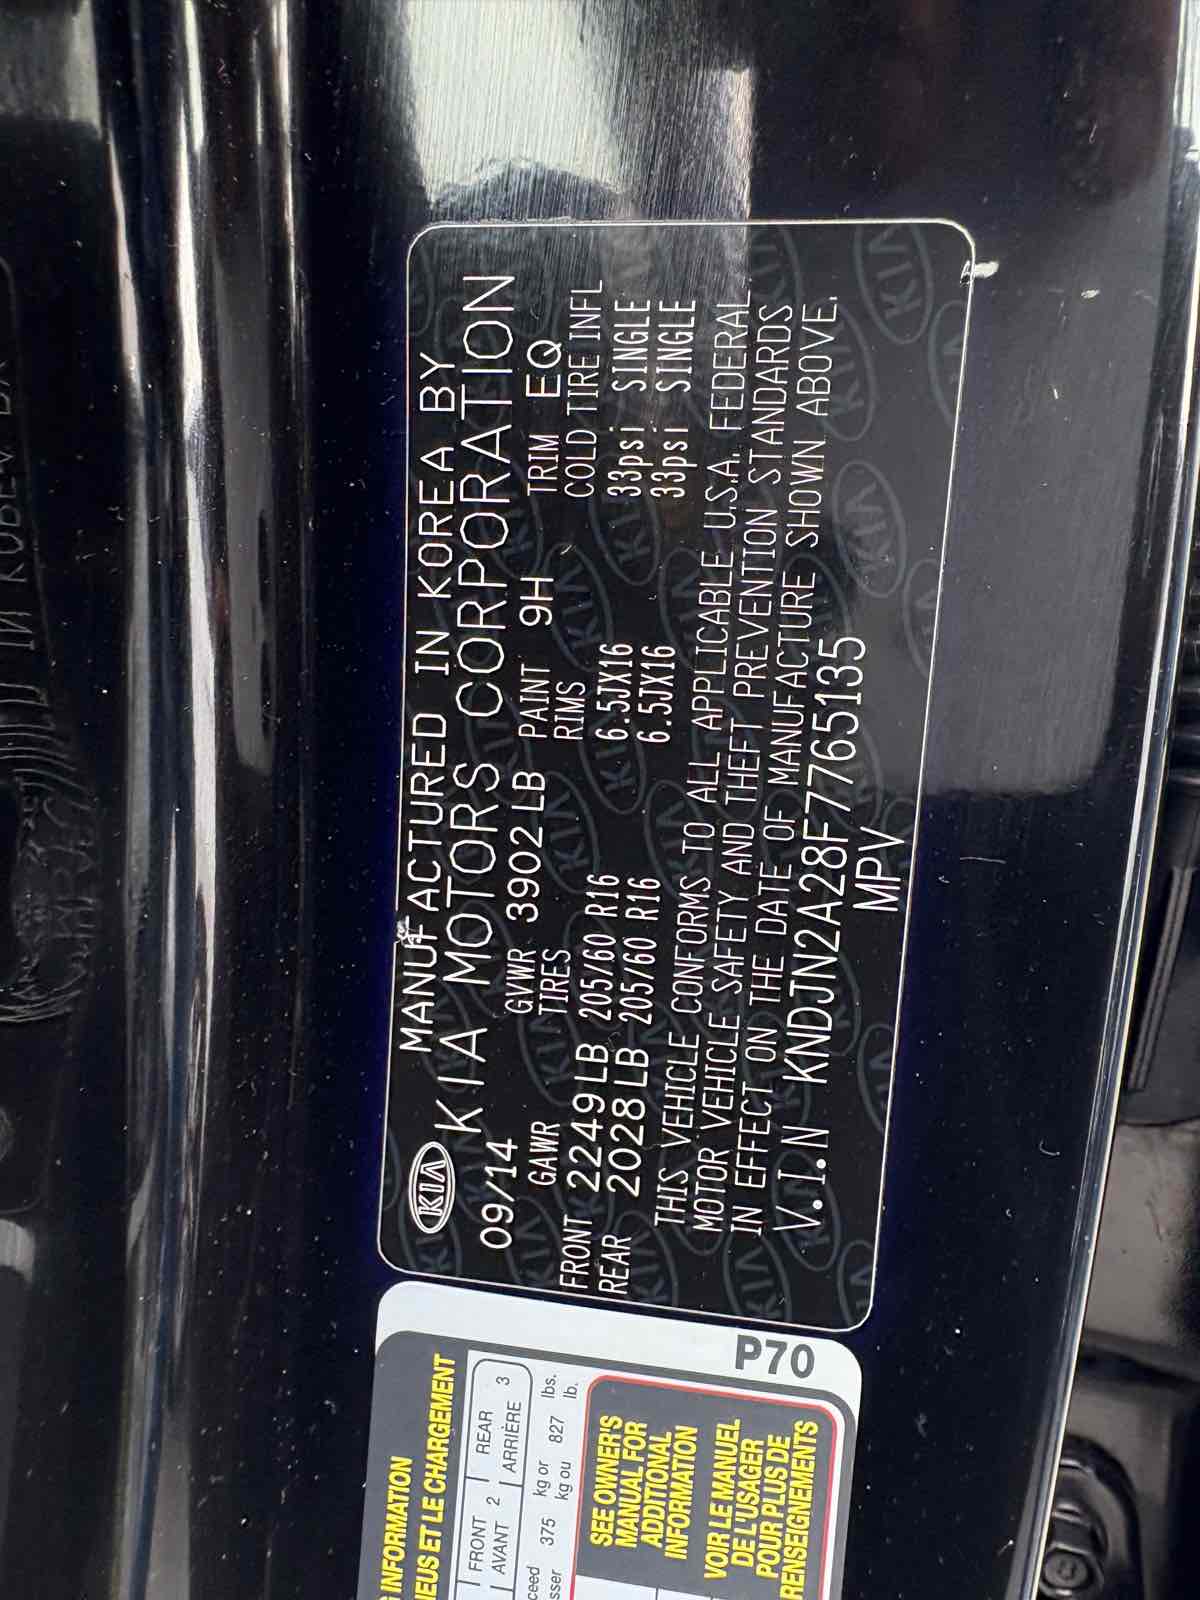 MANUFACTURED IN KOREA BY
KIA KIA MOTORS CORPORATION
09/14 GVWR 3902 LB PAINT 9H TRIM EQ
GAWR TIRES RIMS COLD TIRE INFL
FRONT 2249 LB 205/60 R16 6.5JX16 33psi SINGLE
REAR 2028 LB 205/60 R16 6.5JX16 33psi SINGLE
THIS VEHICLE CONFORMS TO ALL APPLICABLE U.S.A. FEDERAL
MOTOR VEHICLE SAFETY AND THEFT PREVENTION STANDARDS
IN EFFECT ON THE DATE OF MANUFACTURE SHOWN ABOVE.
V.I.N KNDJN2A28F7765135
MPV
P70
INFORMATION
ET LE CHARGEMENT
FRONT 2 REAR 3
AVANT ARRIÈRE
375 kg or 827 lbs.
kg ou lb.
SEE OWNER'S
MANUAL FOR
ADDITIONAL
INFORMATION
VOIR LE MANUEL
DE L'USAGER
POUR PLUS DE
RENSEIGNEMENTS